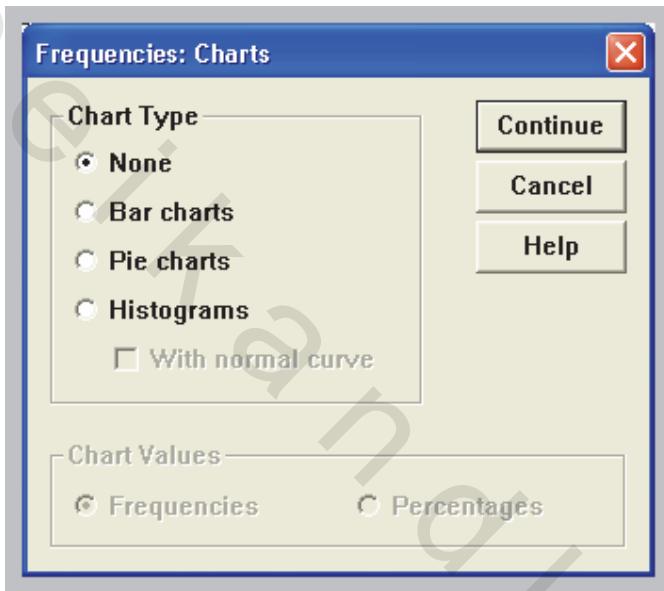 Frequencies: Charts
Chart Type
None
Bar charts
Pie charts
Histograms
With normal curve
Continue
Cancel
Help
Chart Values
Frequencies Percentages